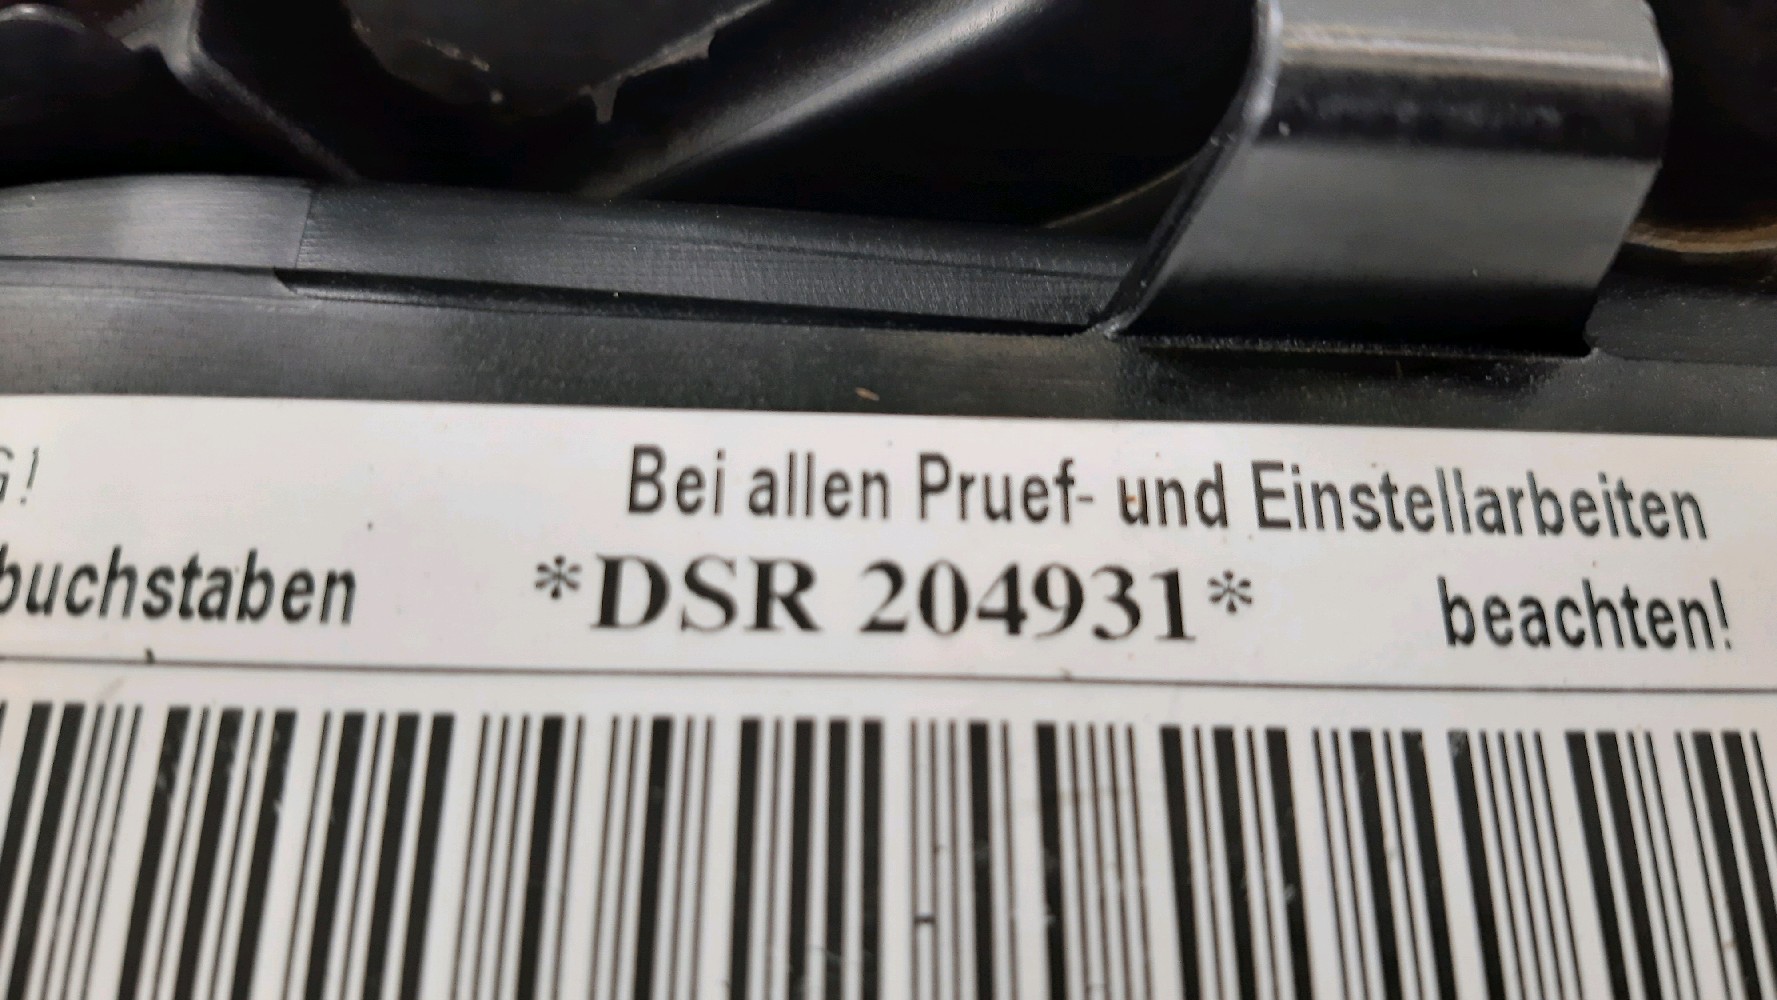 G! Bei allen Pruef- und Einstellarbeiten
buchstaben *DSR 204931* beachten!